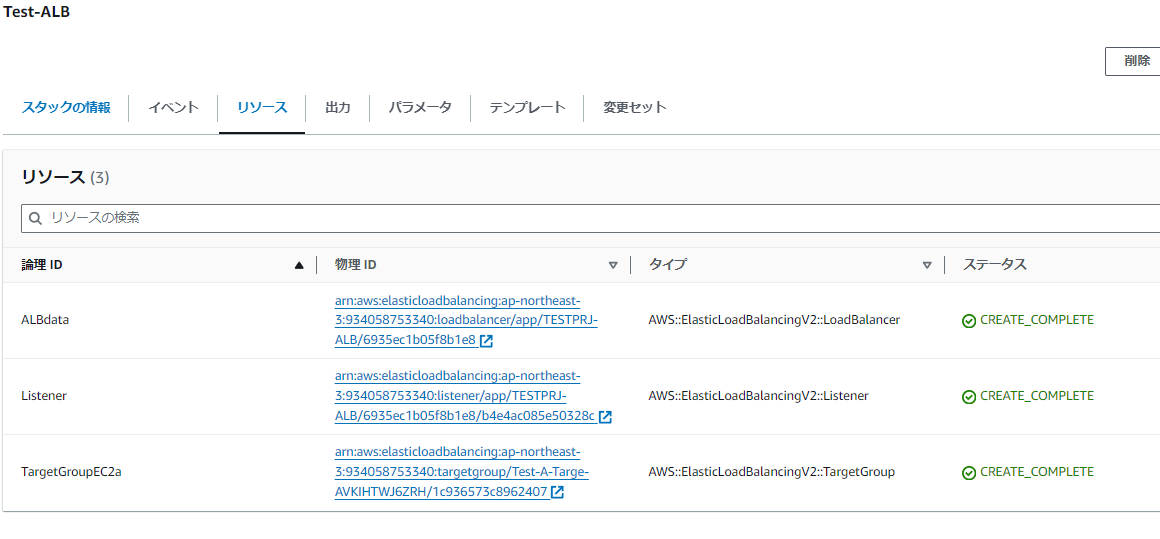 Test-ALB
削除
スタックの情報 イベント リソース 出力 パラメータ テンプレート 変更セット
リソース (3)
リソースの検索
論理 ID 物理 ID タイプ ステータス
arn:aws:elasticloadbalancing:ap-northeast-
ALBdata 3:934058753340:loadbalancer/app/TESTPRJ- AWS::ElasticLoadBalancingV2::LoadBalancer CREATE_COMPLETE
ALB/6935ec1b05f8b1e8
arn:aws:elasticloadbalancing:ap-northeast-
Listener 3:934058753340:listener/app/TESTPRJ- AWS::ElasticLoadBalancingV2::Listener CREATE_COMPLETE
ALB/6935ec1b05f8b1e8/b4e4ac085e50328c
arn:aws:elasticloadbalancing:ap-northeast-
TargetGroupEC2a 3:934058753340:targetgroup/Test-A-Targe- AWS::ElasticLoadBalancingV2::TargetGroup CREATE_COMPLETE
AVKIHTWJ6ZRH/1c936573c8962407